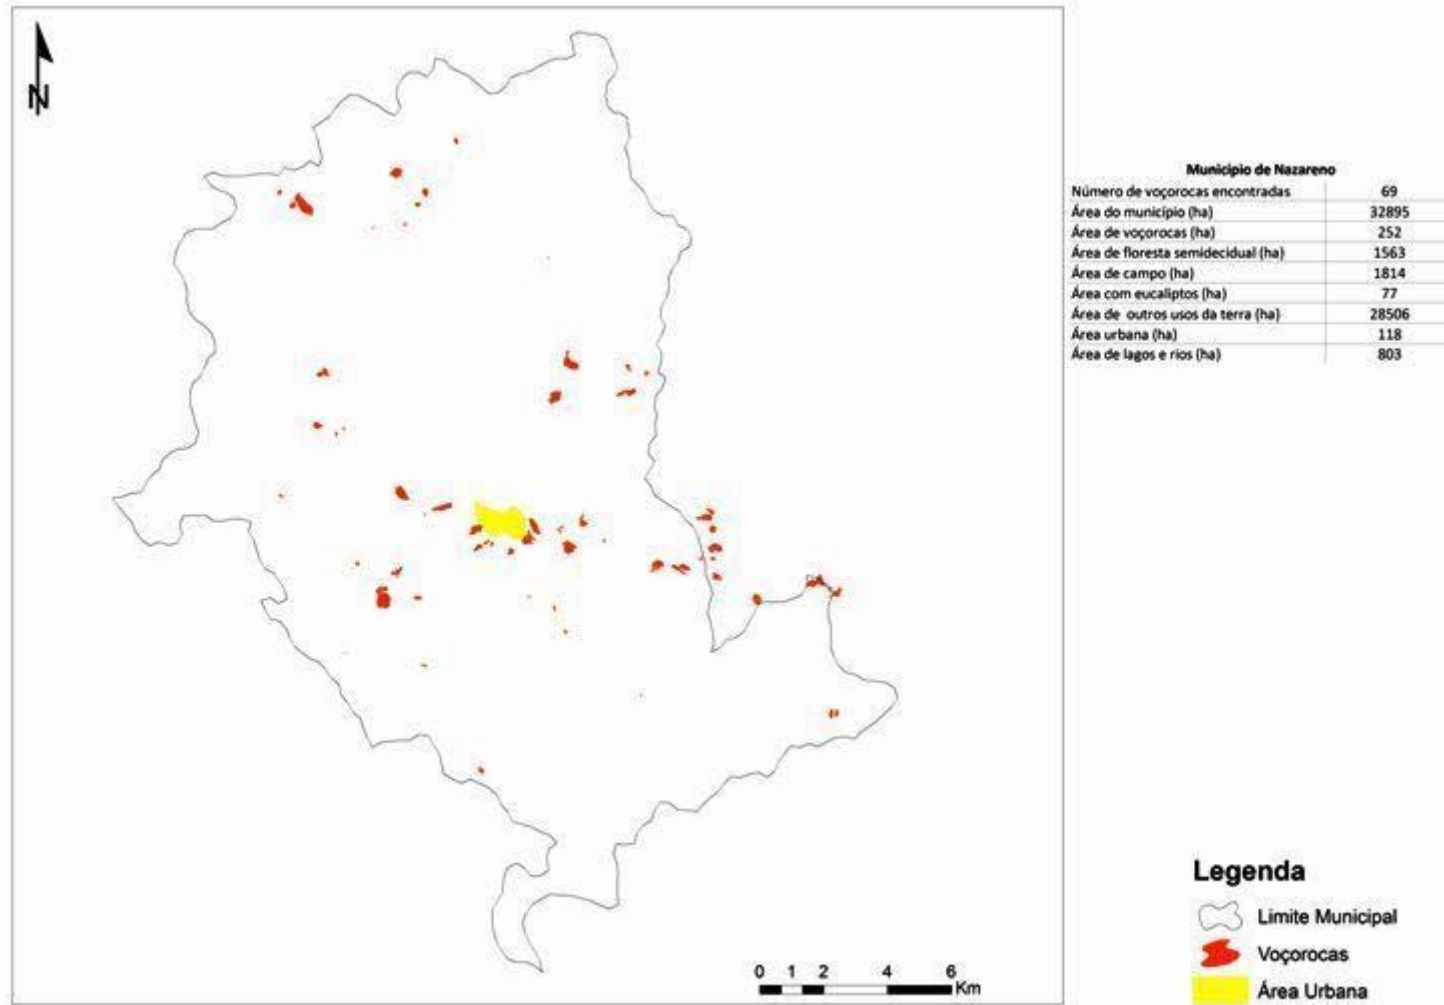 N
Município de Nazareno
Número de voçorocas encontradas 69
Área do município (ha) 32895
Área de voçorocas (ha) 252
Área de floresta semidecidual (ha) 1563
Área de campo (ha) 1814
Área com eucaliptos (ha) 77
Área de outros usos da terra (ha) 28506
Área urbana (ha) 118
Área de lagos e rios (ha) 803
Legenda
Limite Municipal
Voçorocas
Área Urbana
0 1 2 4 6
Km